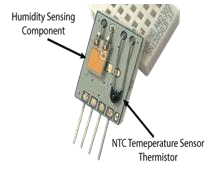 Humidity Sensing
Component
NTC Temeperature Sensor
Thermistor